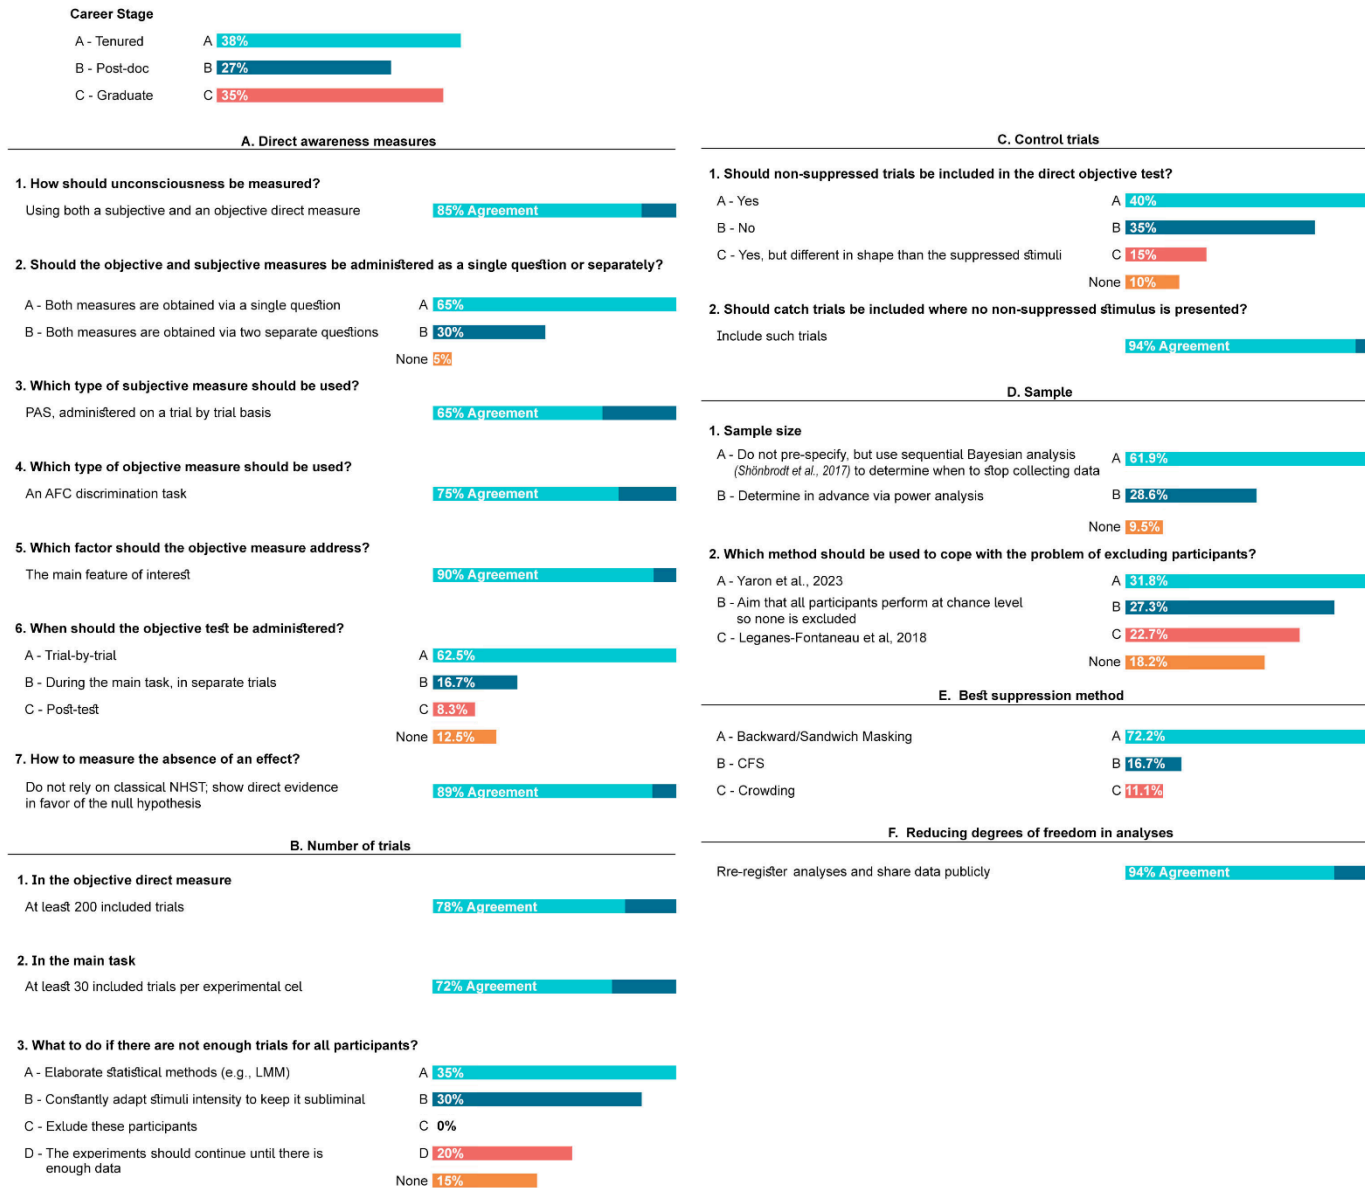 Career Stage
A - Tenured A 38%
B - Post-doc B 27%
C - Graduate C 35%
A. Direct awareness measures
1. How should unconsciousness be measured?
Using both a subjective and an objective direct measure 85% Agreement
2. Should the objective and subjective measures be administered as a single question or separately?
A - Both measures are obtained via a single question A 65%
B - Both measures are obtained via two separate questions B 30%
None 5%
3. Which type of subjective measure should be used?
PAS, administered on a trial by trial basis 65% Agreement
4. Which type of objective measure should be used?
An AFC discrimination task 75% Agreement
5. Which factor should the objective measure address?
The main feature of interest 90% Agreement
6. When should the objective test be administered?
A - Trial-by-trial A 62.5%
B - During the main task, in separate trials B 16.7%
C - Post-test C 8.3%
None 12.5%
7. How to measure the absence of an effect?
Do not rely on classical NHST; show direct evidence
in favor of the null hypothesis 89% Agreement
B. Number of trials
1. In the objective direct measure
At least 200 included trials 78% Agreement
2. In the main task
At least 30 included trials per experimental cel 72% Agreement
3. What to do if there are not enough trials for all participants?
A - Elaborate statistical methods (e.g., LMM) A 35%
B - Constantly adapt stimuli intensity to keep it subliminal B 30%
C - Exlude these participants C 0%
D - The experiments should continue until there is D 20%
enough data
None 15%
C. Control trials
1. Should non-suppressed trials be included in the direct objective test?
A - Yes A 40%
B - No B 35%
C - Yes, but different in shape than the suppressed stimuli C 15%
None 10%
2. Should catch trials be included where no non-suppressed stimulus is presented?
Include such trials 94% Agreement
D. Sample
1. Sample size
A - Do not pre-specify, but use sequential Bayesian analysis A 61.9%
(Shönbrodt et al., 2017) to determine when to stop collecting data
B - Determine in advance via power analysis B 28.6%
None 9.5%
2. Which method should be used to cope with the problem of excluding participants?
A - Yaron et al., 2023 A 31.8%
B - Aim that all participants perform at chance level B 27.3%
so none is excluded
C - Leganes-Fontaneau et al, 2018 C 22.7%
None 18.2%
E. Best suppression method
A - Backward/Sandwich Masking A 72.2%
B - CFS B 16.7%
C - Crowding C 11.1%
F. Reducing degrees of freedom in analyses
Rre-register analyses and share data publicly 94% Agreement